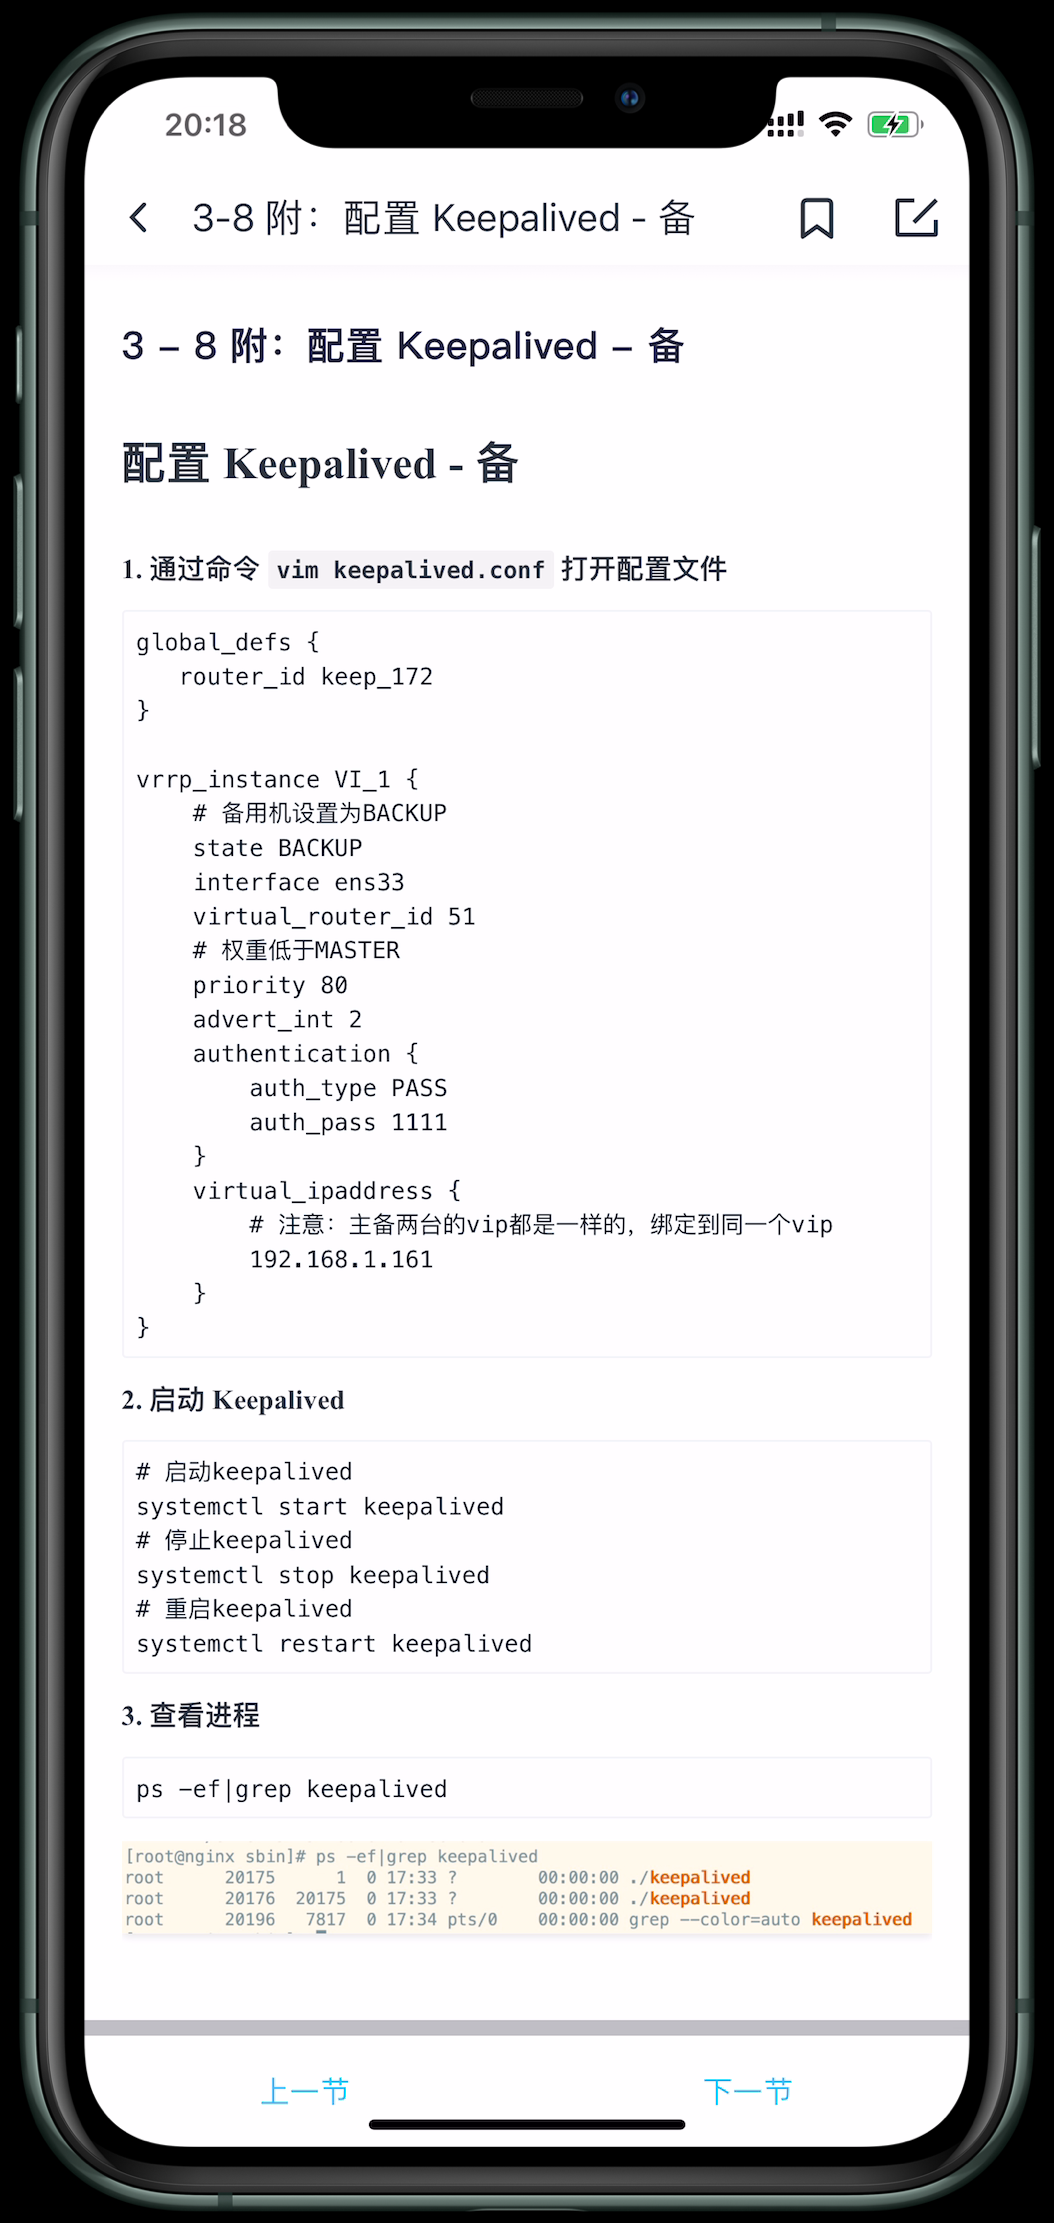 20:18
3-8 附：配置 Keepalived - 备
3 – 8 附：配置 Keepalived – 备
配置 Keepalived - 备
1. 通过命令 vim keepalived.conf 打开配置文件
global_defs {
   router_id keep_172
}
vrrp_instance VI_1 {
    # 备用机设置为BACKUP
    state BACKUP
    interface ens33
    virtual_router_id 51
    # 权重低于MASTER
    priority 80
    advert_int 2
    authentication {
        auth_type PASS
        auth_pass 1111
    }
    virtual_ipaddress {
        # 注意：主备两台的vip都是一样的，绑定到同一个vip
        192.168.1.161
    }
}
2. 启动 Keepalived
# 启动keepalived
systemctl start keepalived
# 停止keepalived
systemctl stop keepalived
# 重启keepalived
systemctl restart keepalived
3. 查看进程
ps -ef|grep keepalived
[root@nginx sbin]# ps -ef|grep keepalived
root      20175      1  0 17:33 ?        00:00:00 ./keepalived
root      20176  20175  0 17:33 ?        00:00:00 ./keepalived
root      20196   7817  0 17:34 pts/0    00:00:00 grep --color=auto keepalived
上一节 下一节